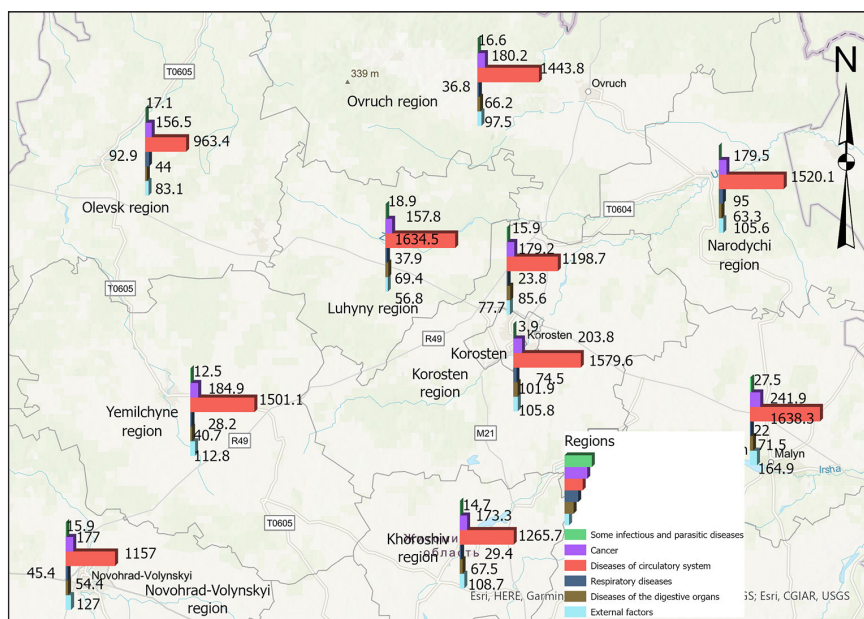 16.6
T0605
180.2
1443.8
N
339 m
36.8
Ovruch
Ovruch region
66.2
97.5
17.1
156.5
963.4
92.9
44
83.1
Olevsk region
179.5
1520.1
95
63.3
105.6
Narodychi
region
18.9
T0604
157.8
1634.5
37.9
69.4
56.8
Luhyny region
15.9
179.2
1198.7
23.8
85.6
77.7
T0605
R49
3.9
Korosten
203.8
Korosten
1579.6
Korosten
region
74.5
101.9
105.8
12.5
184.9
1501.1
Yemilchyne
region
28.2
40.7
112.8
R49
M21
27.5
241.9
1638.3
22
71.5
Malyn
164.9
Irsha
T0605
15.9
177
1157
45.4
Novohrad-Volynskyi
54.4
127
Novohrad-Volynskyi
region
14.7
173.3
1265.7
Khoroshiv
region
область
29.4
67.5
108.7
Regions
Some infectious and parasitic diseases
Cancer
Diseases of circulatory system
Respiratory diseases
Diseases of the digestive organs
External factors
Esri, HERE, Garmin
GS; Esri, CGIAR, USGS